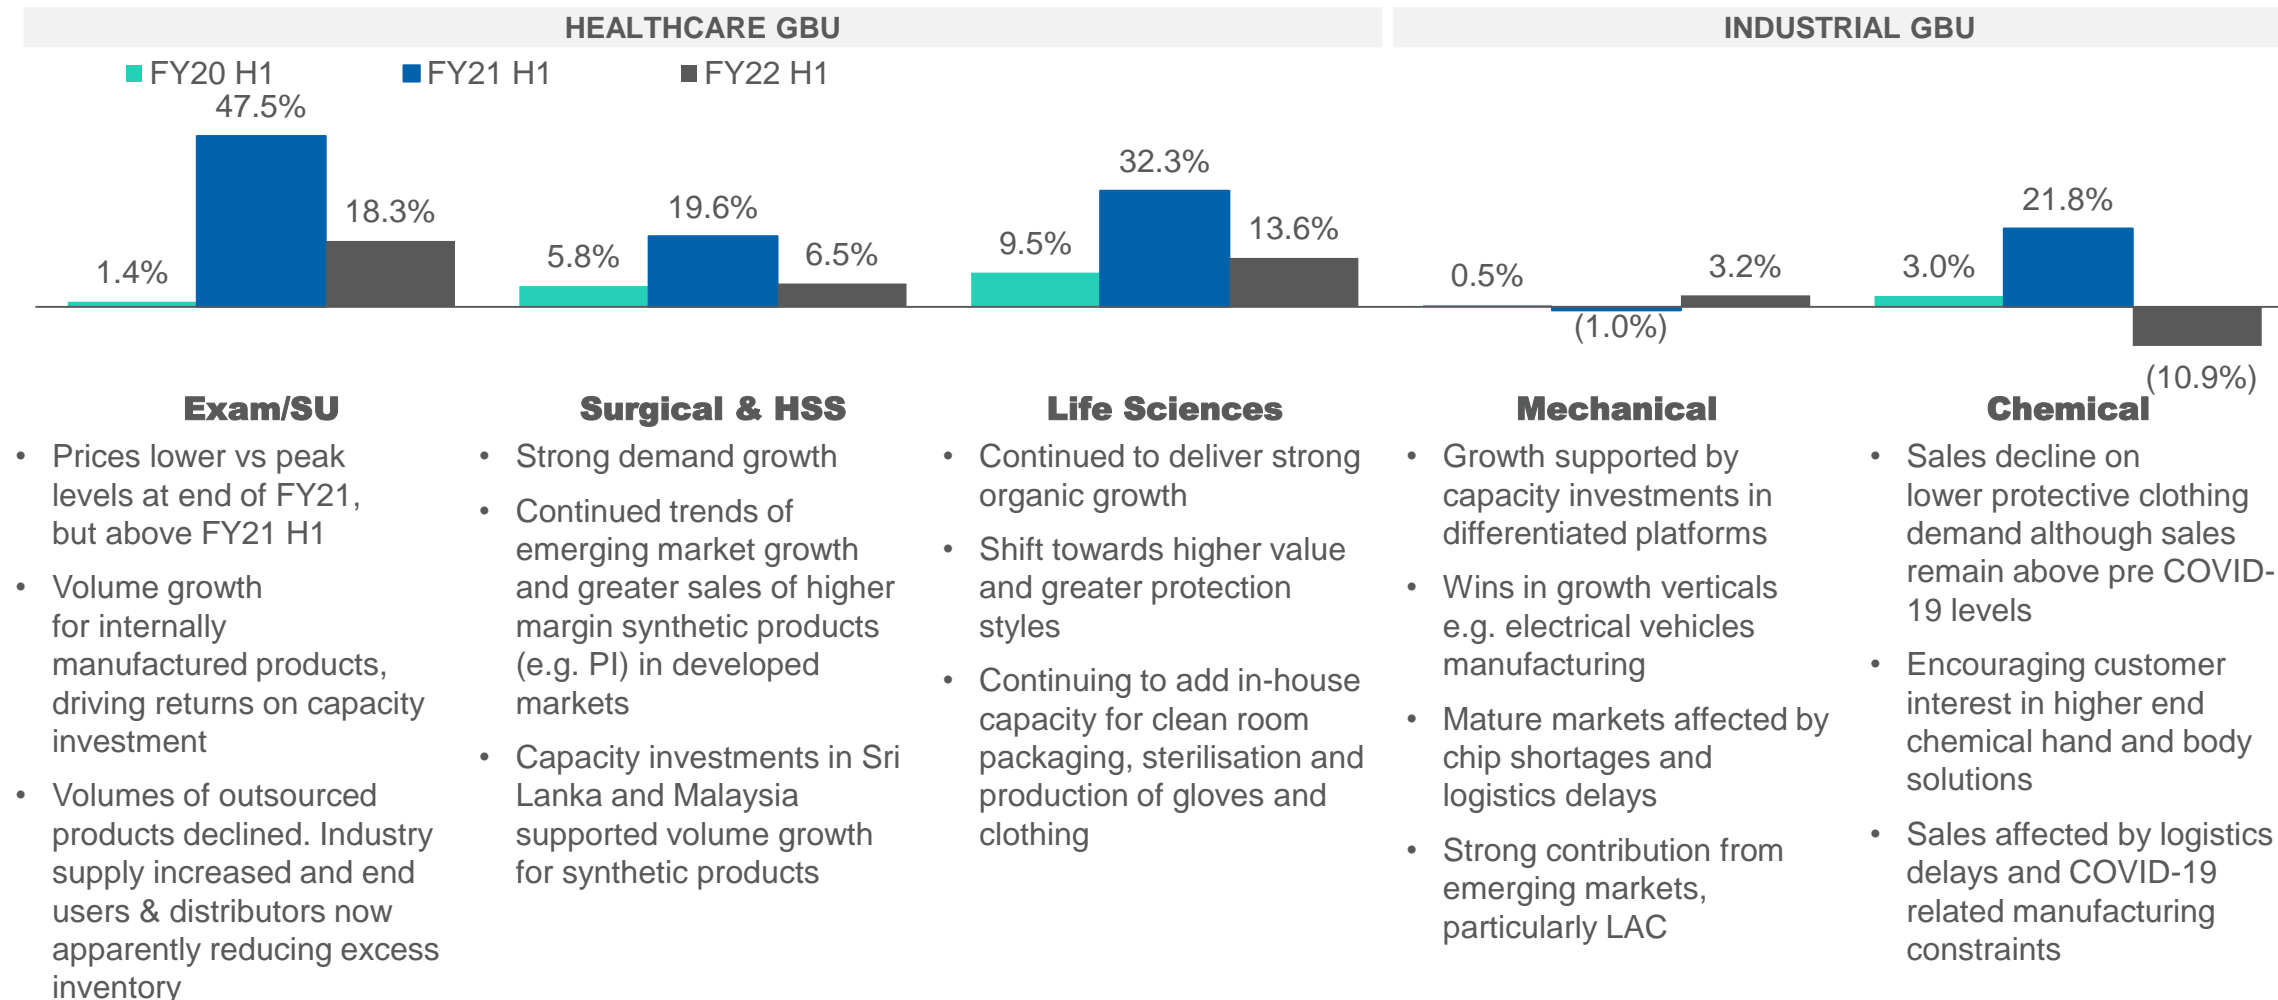 HEALTHCARE GBU
INDUSTRIAL GBU
FY20 H1
FY21 H1
FY22 H1
1.4%
47.5%
18.3%
5.8%
19.6%
6.5%
9.5%
32.3%
13.6%
0.5%
(1.0%)
3.2%
3.0%
21.8%
(10.9%)
Exam/SU
• Prices lower vs peak
levels at end of FY21,
but above FY21 H1
• Volume growth
for internally
manufactured products,
driving returns on capacity
investment
• Volumes of outsourced
products declined. Industry
supply increased and end
users & distributors now
apparently reducing excess
inventory
Surgical & HSS
• Strong demand growth
• Continued trends of
emerging market growth
and greater sales of higher
margin synthetic products
(e.g. PI) in developed
markets
• Capacity investments in Sri
Lanka and Malaysia
supported volume growth
for synthetic products
Life Sciences
• Continued to deliver strong
organic growth
• Shift towards higher value
and greater protection
styles
• Continuing to add in-house
capacity for clean room
packaging, sterilisation and
production of gloves and
clothing
Mechanical
• Growth supported by
capacity investments in
differentiated platforms
• Wins in growth verticals
e.g. electrical vehicles
manufacturing
• Mature markets affected by
chip shortages and
logistics delays
• Strong contribution from
emerging markets,
particularly LAC
Chemical
• Sales decline on
lower protective clothing
demand although sales
remain above pre COVID-
19 levels
• Encouraging customer
interest in higher end
chemical hand and body
solutions
• Sales affected by logistics
delays and COVID-19
related manufacturing
constraints